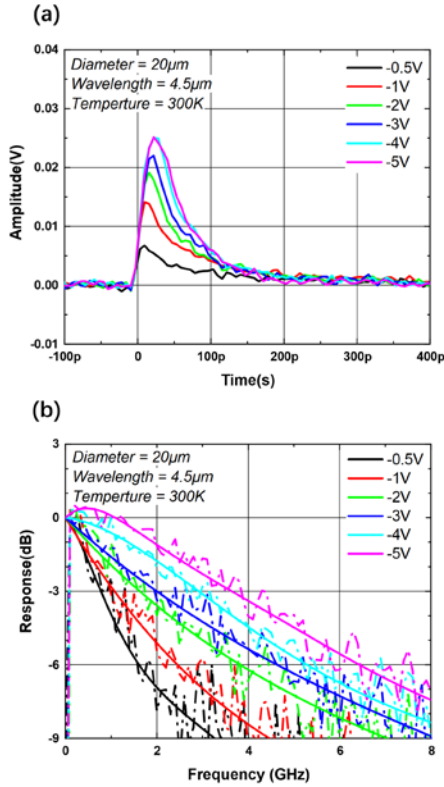 (a)
Diameter = 20μm
Wavelength = 4.5μm
Temperture = 300K
-0.5V
-1V
-2V
-3V
-4V
-5V
0.04
0.03
0.02
0.01
0.00
-0.01
Amplitude(V)
-100p 0 100p 200p 300p 400p
Time(s)
(b)
Diameter = 20μm
Wavelength = 4.5μm
Temperture = 300K
-0.5V
-1V
-2V
-3V
-4V
-5V
3
0
-3
-6
-9
Response(dB)
0 2 4 6 8
Frequency (GHz)